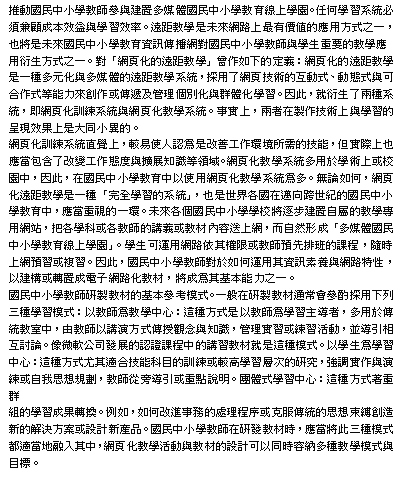 推動國民中小學教師參與建置多媒體國民中小學教育線上學園。任何學習系統必
須兼顧成本效益與學習效率。遠距教學是未來網路上最有價值的應用方式之一，
也將是未來國民中小學教育資訊傳播網對國民中小學教師與學生重要的教學應
用衍生方式之一。對「網頁化的遠距教學」曾作如下的定義：網頁化的遠距教學
是一種多元化與多媒體的遠距教學系統，採用了網頁技術的互動式、動態式與可
合作式等能力來創作或傳遞及管理個別化與群體化學習。因此，就衍生了兩種系
統，即網頁化訓練系統與網頁化教學系統。事實上，兩者在製作技術上與學習的
呈現效果上是大同小異的。
網頁化訓練系統直覺上，較易使人認為是改善工作環境所需的技能，但實際上也
應當包含了改變工作態度與擴展知識等領域。網頁化教學系統多用於學術上或校
園中，因此，在國民中小學教育中以使用網頁化教學系統為多。無論如何，網頁
化遠距教學是一種「完全學習的系統」，也是世界各國在邁向跨世紀的國民中小
學教育中，應當重視的一環。未來各個國民中小學學校將逐步建置自屬的教學專
用網站，把各學科或各教師的講義或教材內容送上網，而自然形成「多媒體國民
中小學教育線上學園」。學生可運用網路依其權限或教師預先排班的課程，隨時
上網預習或複習。因此，國民中小學教師對於如何運用其資訊素養與網路特性，
以建構或轉置成電子網路化教材，將成為其基本能力之一。
國民中小學教師研製教材的基本參考模式。一般在研製教材通常會參酌採用下列
三種學習模式：以教師為教學中心：這種方式是以教師為學習主導者，多用於傳
統教室中，由教師以講演方式傳授觀念與知識，管理實習或練習活動，並導引相
互討論。像微軟公司發展的認證課程中的講習教材就是這種模式。以學生為學習
中心：這種方式尤其適合技能科目的訓練或較高學習層次的研究，強調實作與演
練或自我思想規劃，教師從旁導引或重點說明。團體式學習中心：這種方式著重
群
組的學習成果轉換。例如，如何改進事務的處理程序或克服傳統的思想束縛創造
新的解決方案或設計新產品。國民中小學教師在研發教材時，應當將此三種模式
都適當地融入其中，網頁化教學活動與教材的設計可以同時容納多種教學模式與
目標。